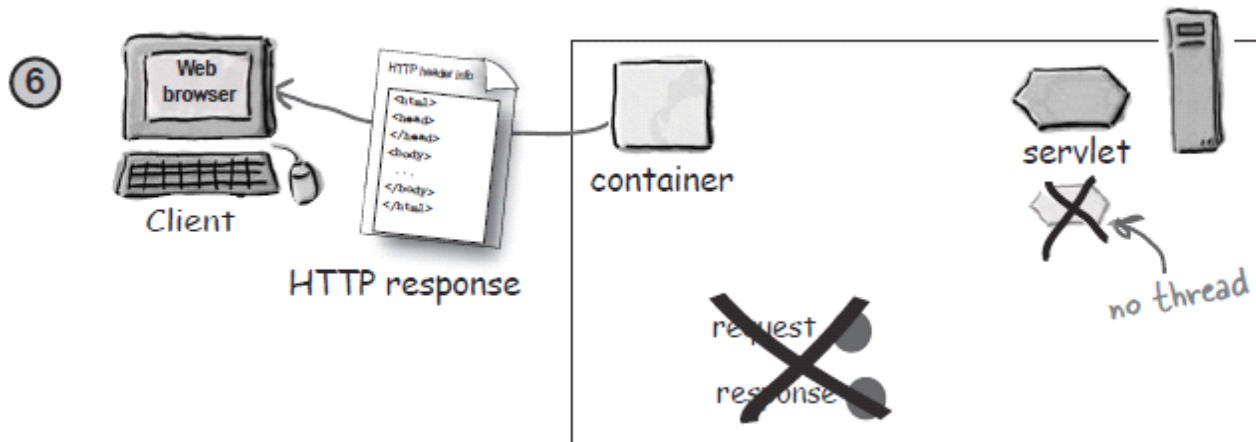 6
Web
browser
Client
HTTP header info
<html>
<head>
</head>
<body>
...
</body>
</html>
HTTP response
container
servlet
no thread
request
response